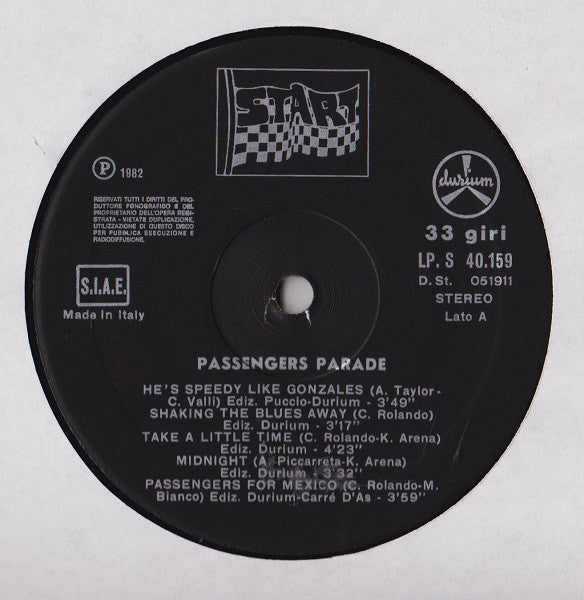 START
P 1982
durium
RISERVATI TUTTI I DIRITTI DEL PRO-
DUTTORE FONOGRAFICO E DEL
PROPRIETARIO DELL'OPERA REGI-
STRATA - VIETATE DUPLICAZIONE,
UTILIZZAZIONE DI QUESTO DISCO
PER PUBBLICA ESECUZIONE E
RADIODIFFUSIONE.
33 giri
LP. S 40.159
D. St. 051911
STEREO
Lato A
S.I.A.E.
Made in Italy
PASSENGERS PARADE
HE'S SPEEDY LIKE GONZALES (A. Taylor-
C. Valli) Ediz. Puccio-Durium - 3'49"
SHAKING THE BLUES AWAY (C. Rolando)
Ediz. Durium - 3'17"
TAKE A LITTLE TIME (C. Rolando-K. Arena)
Ediz. Durium - 4'23"
MIDNIGHT (A. Piccarreta-K. Arena)
Ediz. Durium - 3'32"
PASSENGERS FOR MEXICO (C. Rolando-M.
Bianco) Ediz. Durium-Carré D'As - 3'59"